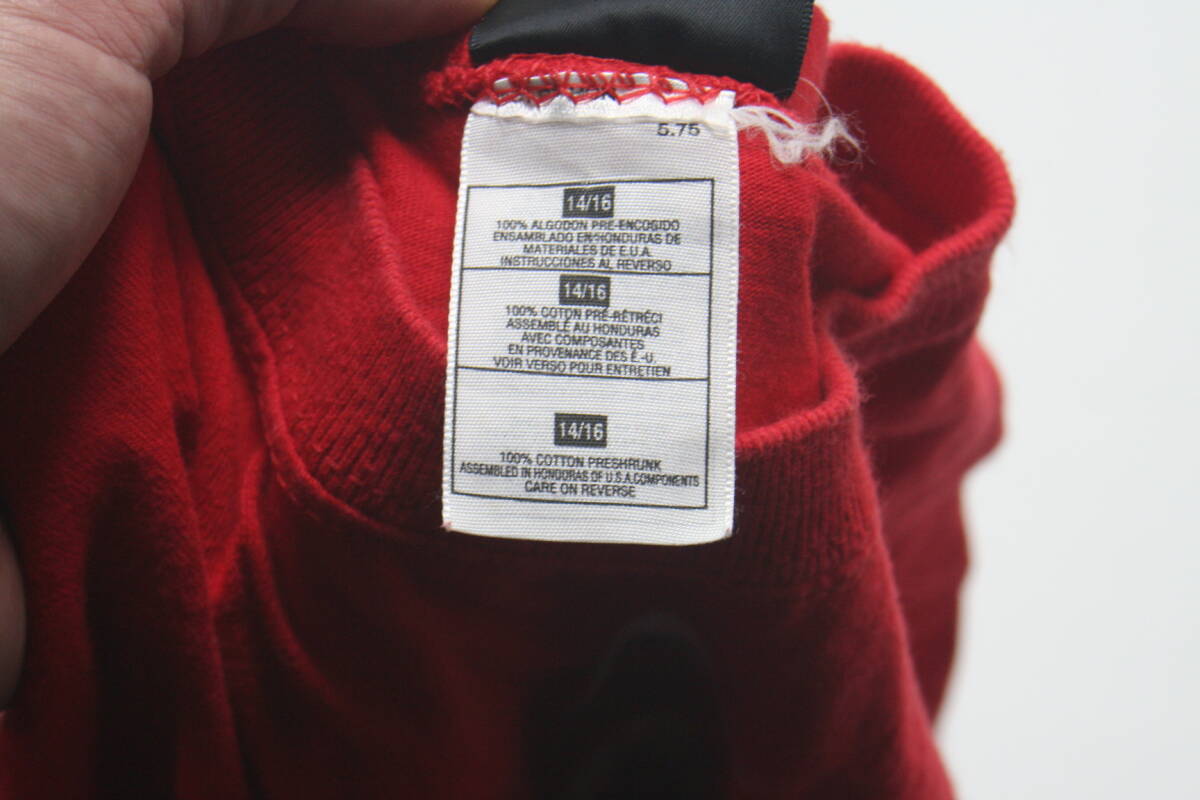 5.75
14/16
100% ALGODON PRE-ENCOGIDO
ENSAMBLADO EN HONDURAS DE
MATERIALES DE E.U.A.
INSTRUCCIONES AL REVERSO
14/16
100% COTON PRÉ-RÉTRÉCI
ASSEMBLÉ AU HONDURAS
AVEC COMPOSANTES
EN PROVENANCE DES É.-U.
VOIR VERSO POUR ENTRETIEN
14/16
100% COTTON PRESHRUNK
ASSEMBLED IN HONDURAS OF U.S.A. COMPONENTS
CARE ON REVERSE